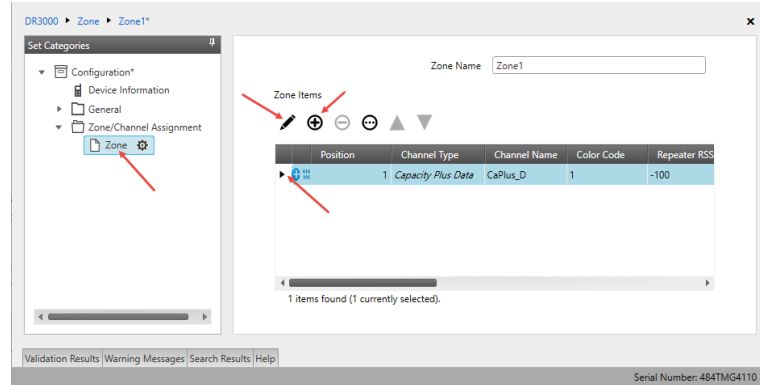 DR3000 Zone Zone1*
Set Categories
Configuration*
Device Information
General
Zone/Channel Assignment
Zone
Zone Name Zone1
Zone Items
Position Channel Type Channel Name Color Code Repeater RSS
1 Capacity Plus Data CaPlus_D 1 -100
1 items found (1 currently selected).
Validation Results Warning Messages Search Results Help
Serial Number: 484TMG4110